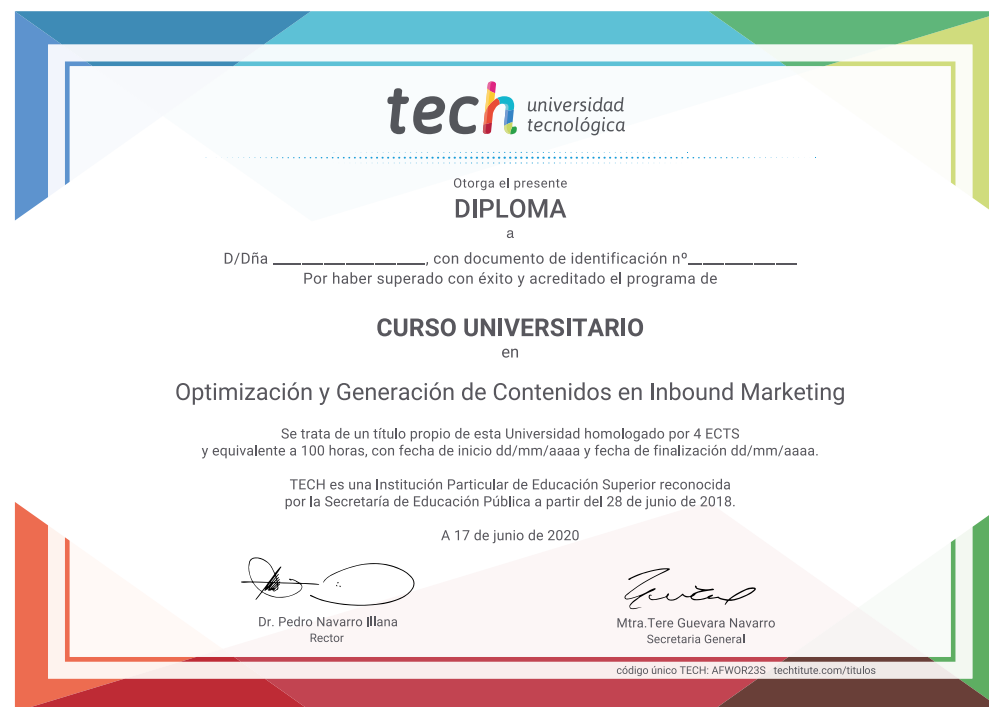 tech universidad
tecnológica
Otorga el presente
DIPLOMA
a
D/Dña ________________, con documento de identificación nº____________
Por haber superado con éxito y acreditado el programa de
CURSO UNIVERSITARIO
en
Optimización y Generación de Contenidos en Inbound Marketing
Se trata de un título propio de esta Universidad homologado por 4 ECTS
y equivalente a 100 horas, con fecha de inicio dd/mm/aaaa y fecha de finalización dd/mm/aaaa.
TECH es una Institución Particular de Educación Superior reconocida
por la Secretaría de Educación Pública a partir del 28 de junio de 2018.
A 17 de junio de 2020
Dr. Pedro Navarro Illana
Rector
Mtra.Tere Guevara Navarro
Secretaria General
código único TECH: AFWOR23S techtitute.com/titulos